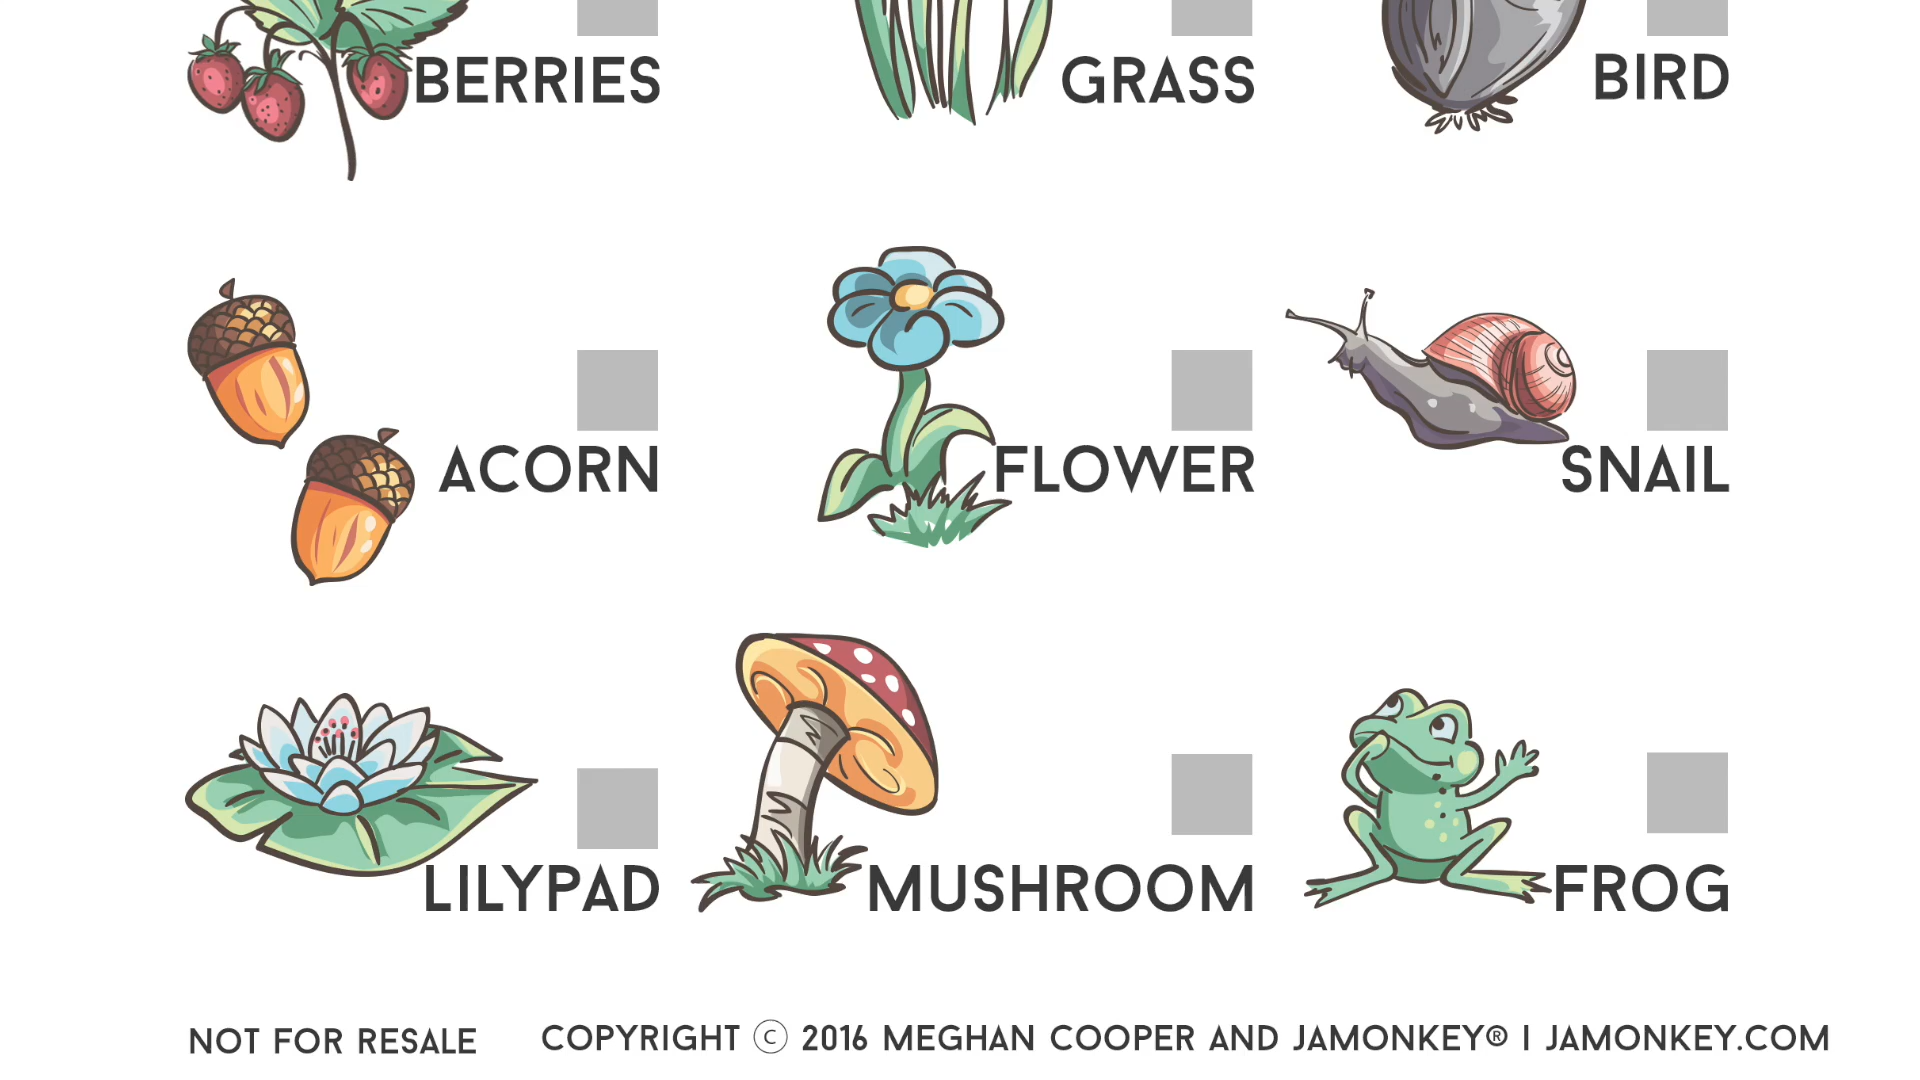 BERRIES
GRASS
BIRD
ACORN
FLOWER
SNAIL
LILYPAD
MUSHROOM
FROG
NOT FOR RESALE
COPYRIGHT © 2016 MEGHAN COOPER AND JAMONKEY® | JAMONKEY.COM